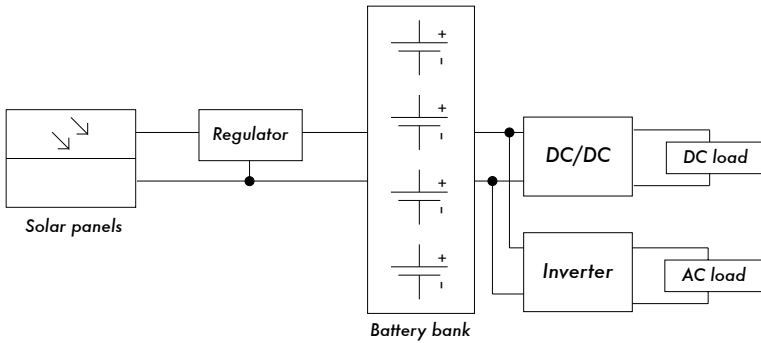 Solar panels
Regulator
Battery bank
+
-
+
-
+
-
+
-
DC/DC
DC load
Inverter
AC load